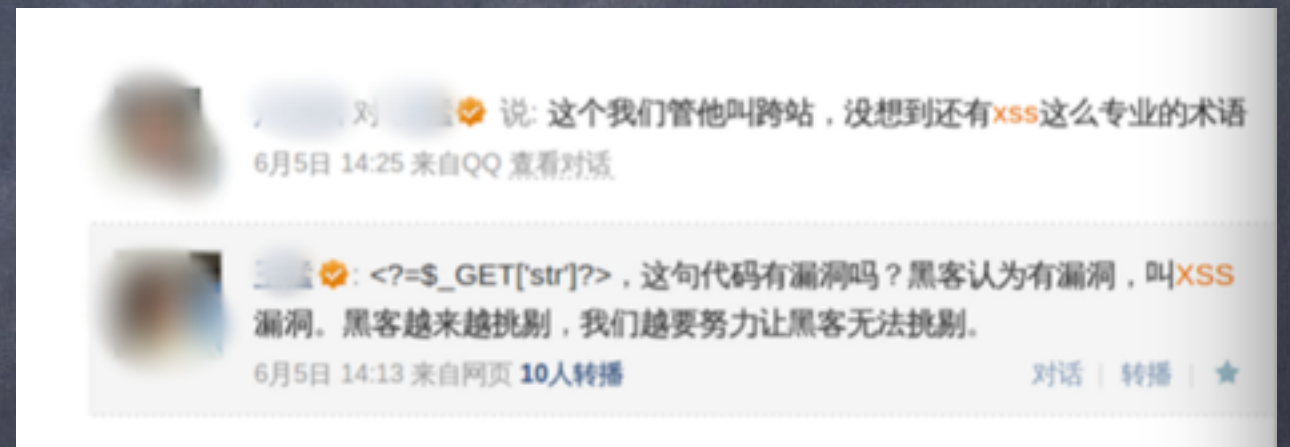 对 说: 这个我们管他叫跨站，没想到还有xss这么专业的术语
6月5日 14:25 来自QQ 查看对话
: <?=$_GET['str']?>，这句代码有漏洞吗？黑客认为有漏洞，叫XSS
漏洞。黑客越来越挑剔，我们越要努力让黑客无法挑剔。
6月5日 14:13 来自网页 10人转播 对话 | 转播 |